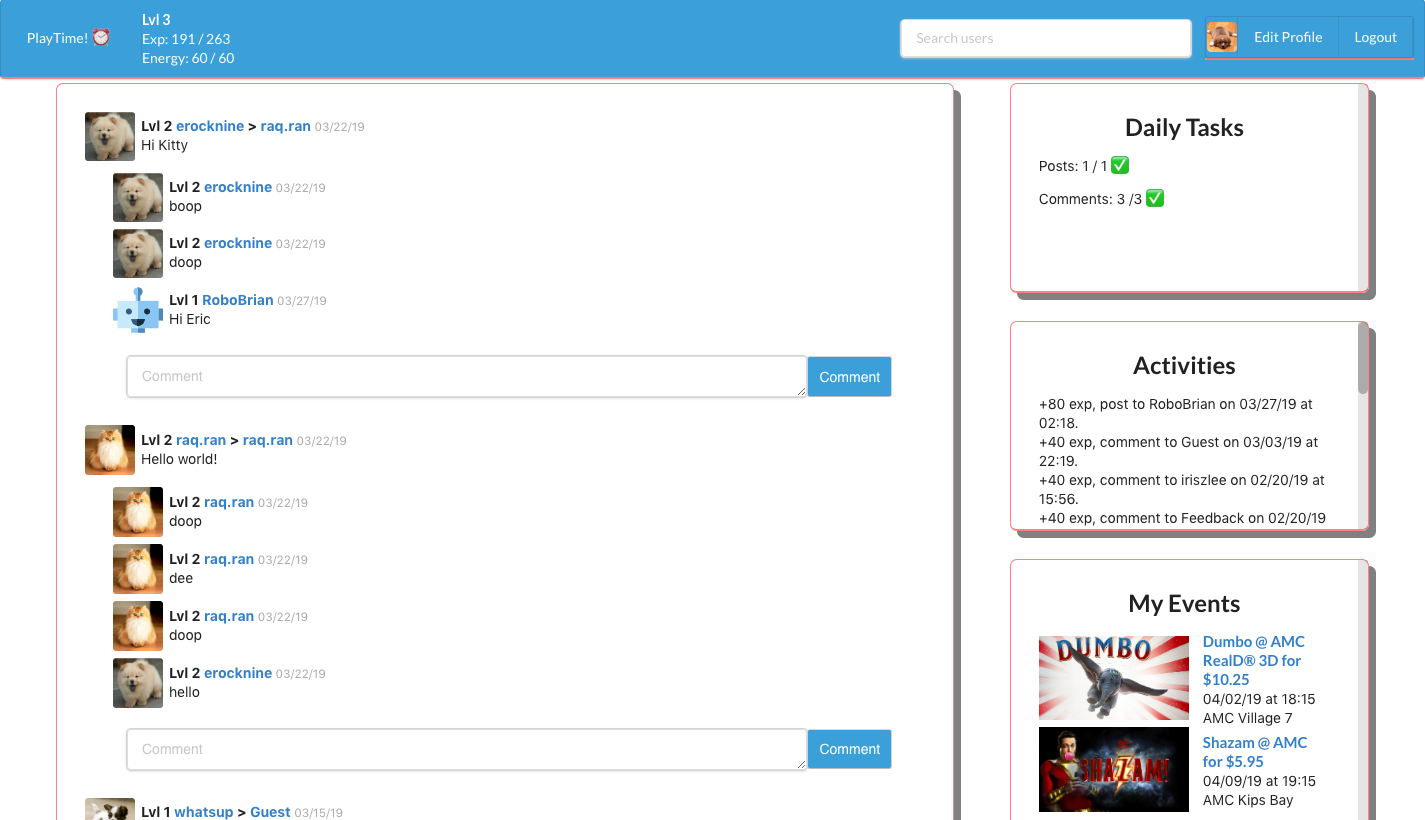 PlayTime! ⏰
Lvl 3
Exp: 191 / 263
Energy: 60 / 60
Search users
Edit Profile
Logout
Lvl 2 erocknine > raq.ran 03/22/19
Hi Kitty
Lvl 2 erocknine 03/22/19
boop
Lvl 2 erocknine 03/22/19
doop
Lvl 1 RoboBrian 03/27/19
Hi Eric
Comment
Comment
Lvl 2 raq.ran > raq.ran 03/22/19
Hello world!
Lvl 2 raq.ran 03/22/19
doop
Lvl 2 raq.ran 03/22/19
dee
Lvl 2 raq.ran 03/22/19
doop
Lvl 2 erocknine 03/22/19
hello
Comment
Comment
Lvl 1 whatsup > Guest 03/15/19
Daily Tasks
Posts: 1 / 1 ✅
Comments: 3 /3 ✅
Activities
+80 exp, post to RoboBrian on 03/27/19 at
02:18.
+40 exp, comment to Guest on 03/03/19 at
22:19.
+40 exp, comment to iriszlee on 02/20/19 at
15:56.
+40 exp, comment to Feedback on 02/20/19
My Events
DUMBO
Dumbo @ AMC
RealD® 3D for
$10.25
04/02/19 at 18:15
AMC Village 7
SHAZAM!
Shazam @ AMC
for $5.95
04/09/19 at 19:15
AMC Kips Bay